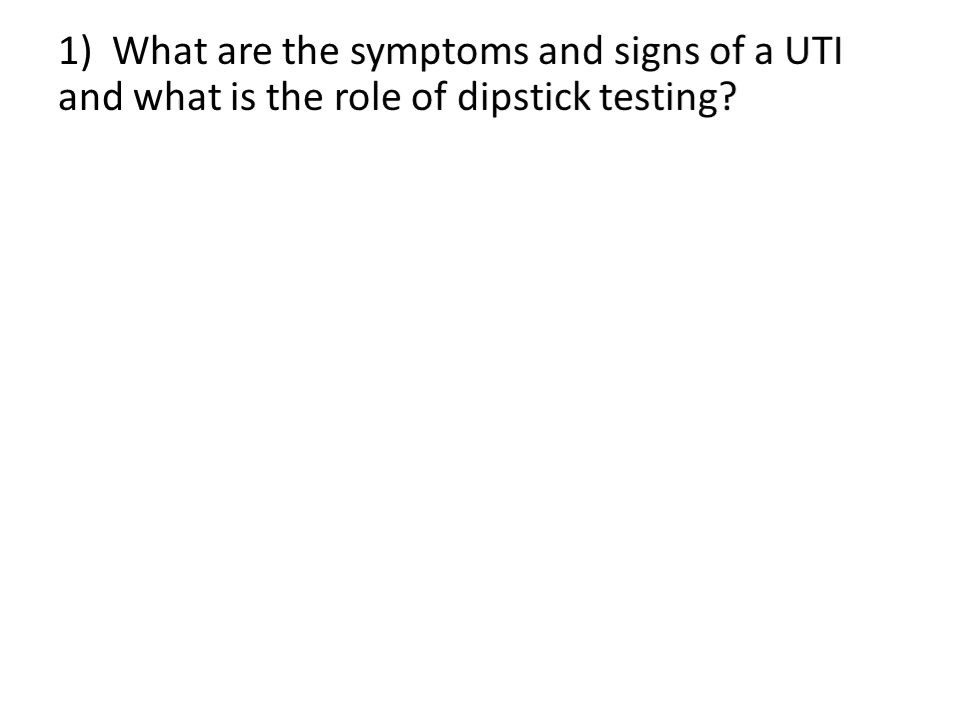 1)  What are the symptoms and signs of a UTI
and what is the role of dipstick testing?